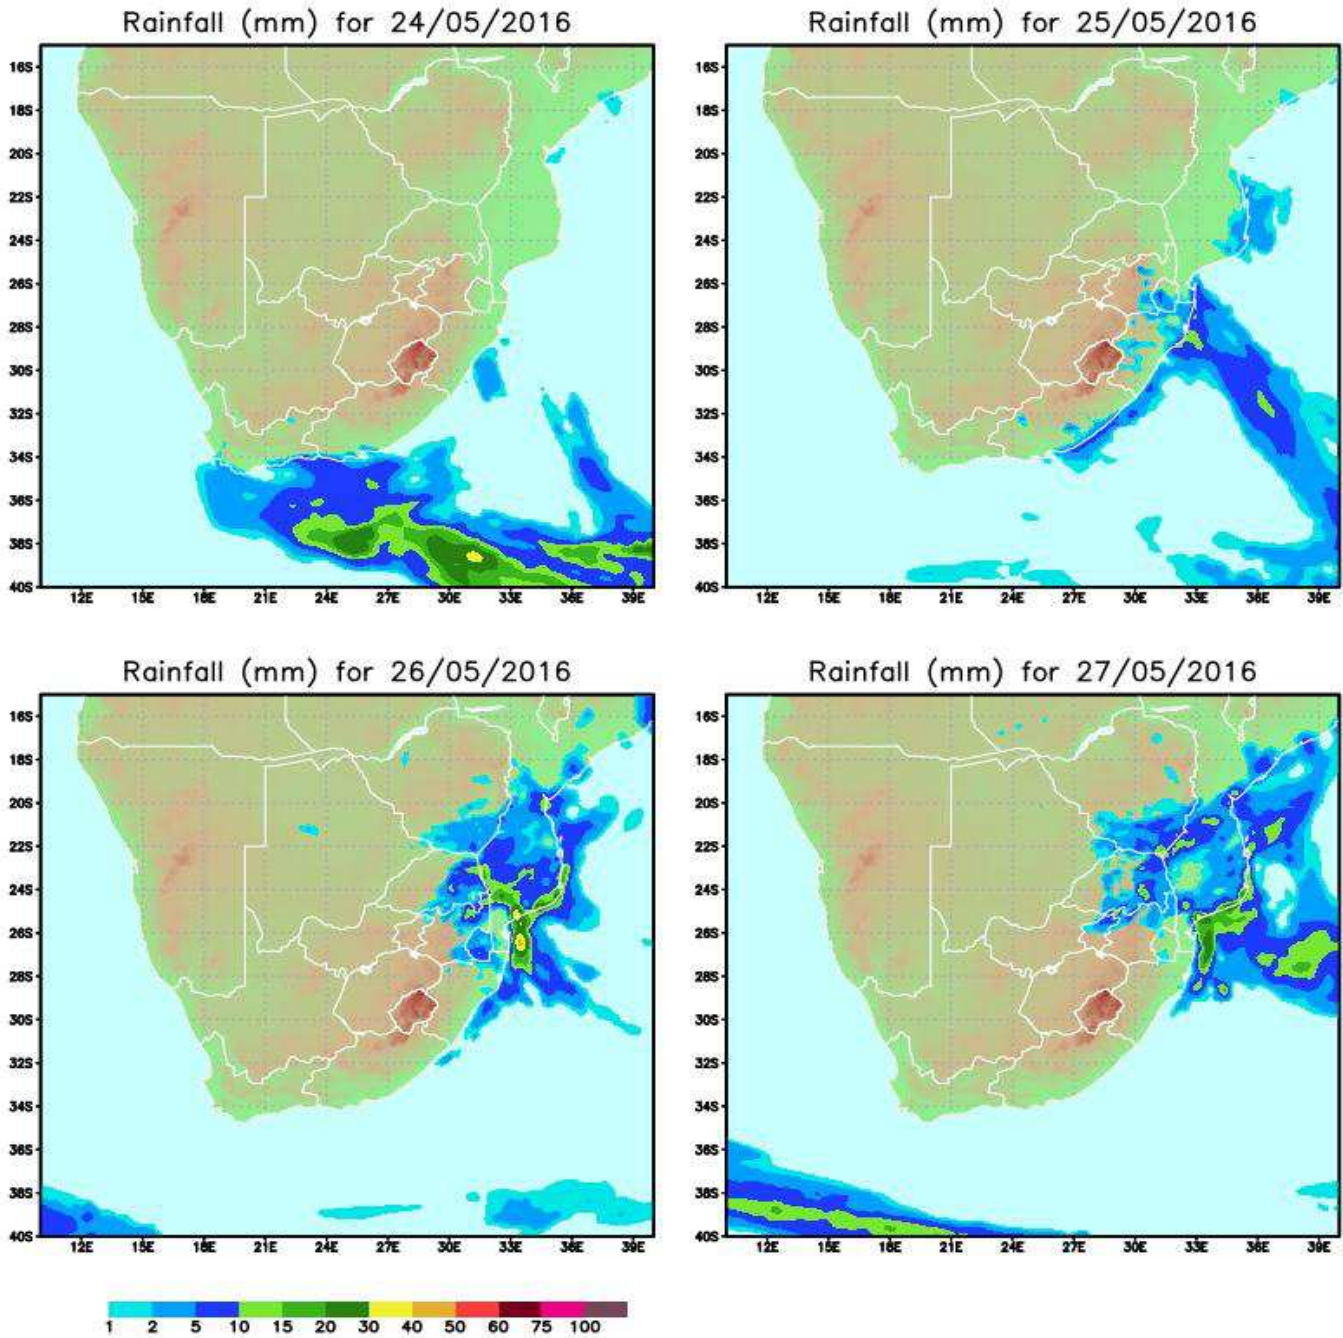 Rainfall (mm) for 24/05/2016
16S
18S
20S
22S
24S
26S
28S
30S
32S
34S
36S
38S
40S
12E 15E 18E 21E 24E 27E 30E 33E 36E 39E
Rainfall (mm) for 25/05/2016
16S
18S
20S
22S
24S
26S
28S
30S
32S
34S
36S
38S
40S
12E 15E 18E 21E 24E 27E 30E 33E 36E 39E
Rainfall (mm) for 26/05/2016
16S
18S
20S
22S
24S
26S
28S
30S
32S
34S
36S
38S
40S
12E 15E 18E 21E 24E 27E 30E 33E 36E 39E
Rainfall (mm) for 27/05/2016
16S
18S
20S
22S
24S
26S
28S
30S
32S
34S
36S
38S
40S
12E 15E 18E 21E 24E 27E 30E 33E 36E 39E
1 2 5 10 15 20 30 40 50 60 75 100